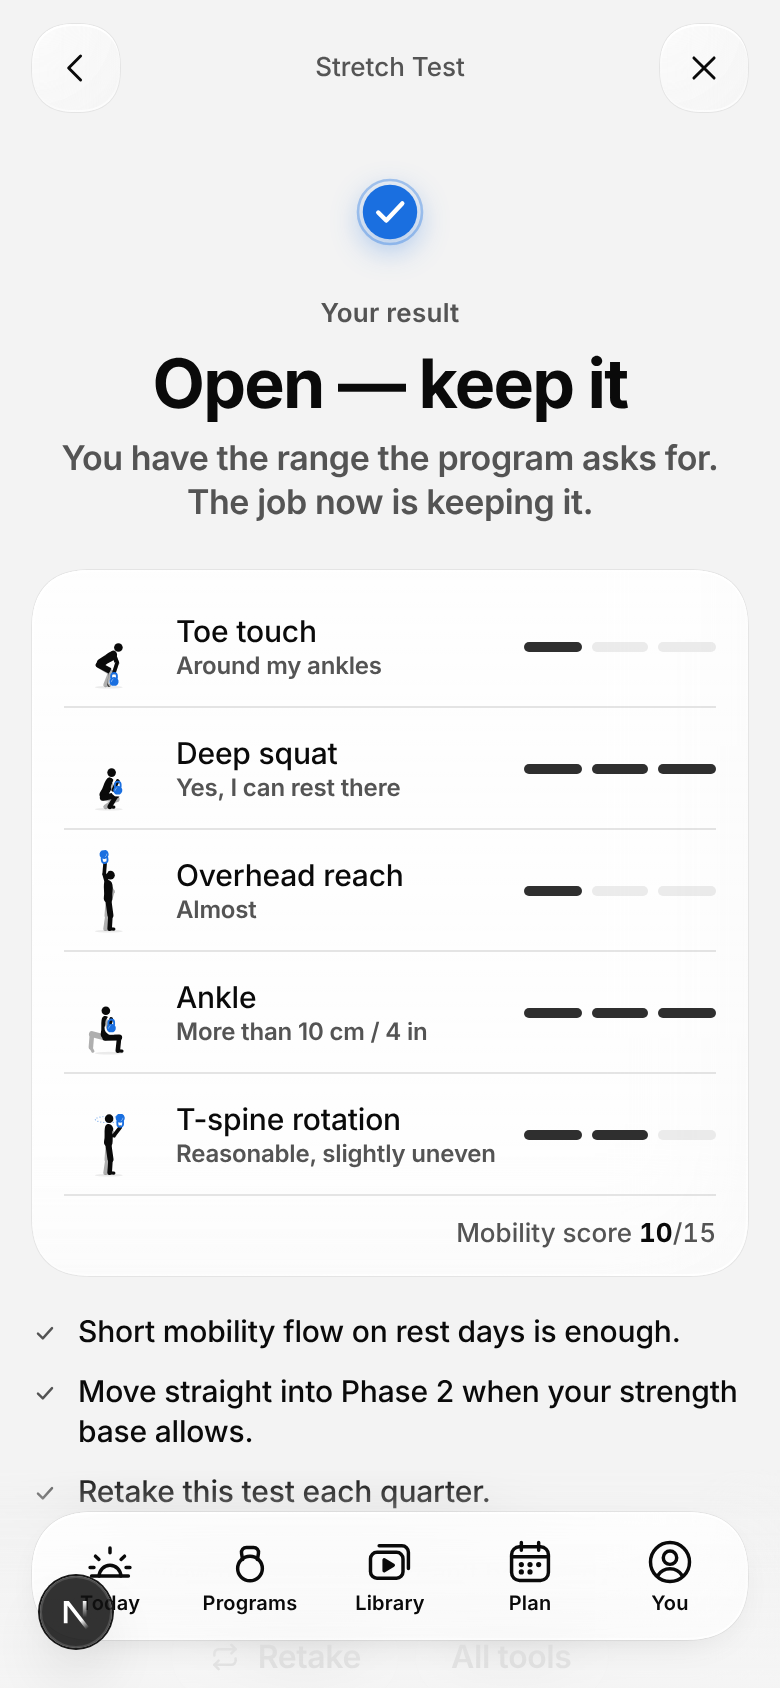 Stretch Test
Your result
Open — keep it
You have the range the program asks for.
The job now is keeping it.
Toe touch
Around my ankles
Deep squat
Yes, I can rest there
Overhead reach
Almost
Ankle
More than 10 cm / 4 in
T-spine rotation
Reasonable, slightly uneven
Mobility score 10/15
Short mobility flow on rest days is enough.
Move straight into Phase 2 when your strength
base allows.
Retake this test each quarter.
Today
Programs
Library
Plan
You
N
Retake
All tools